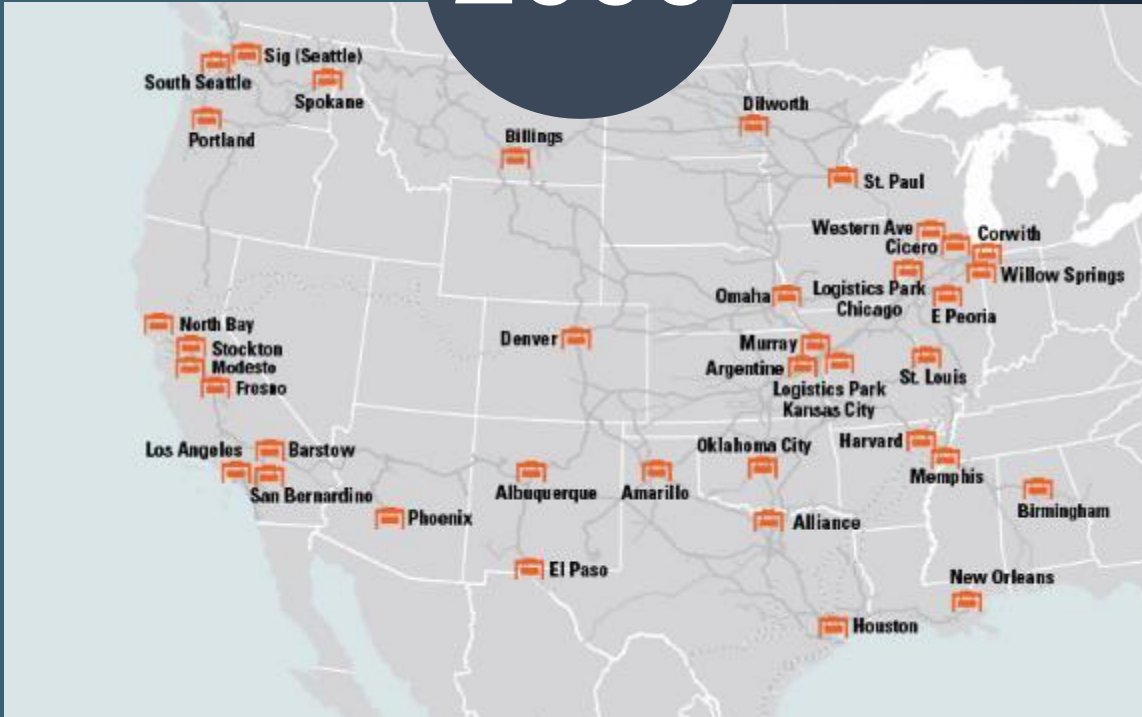 Sig (Seattle)
South Seattle
Spokane
Portland
Billings
Dilworth
St. Paul
Western Ave
Cicero
Corwith
Willow Springs
Logistics Park
Chicago
E Peoria
Omaha
North Bay
Stockton
Modesto
Fresno
Denver
Murray
Argentine
Logistics Park
Kansas City
St. Louis
Los Angeles
Barstow
San Bernardino
Phoenix
Albuquerque
Amarillo
Oklahoma City
Harvard
Memphis
Birmingham
Alliance
El Paso
New Orleans
Houston